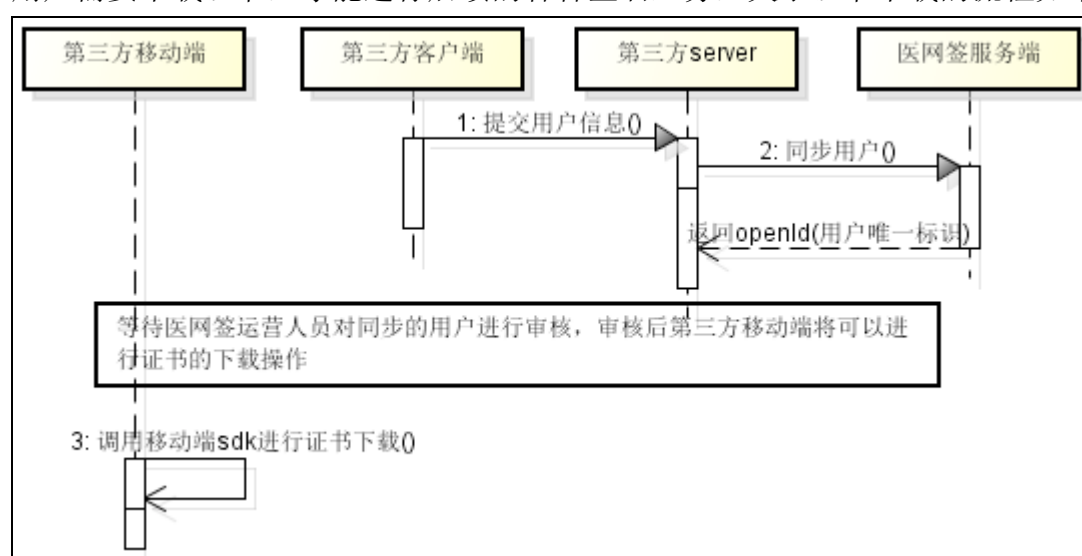 第三方移动端
第三方客户端
第三方server
医网签服务端
1: 提交用户信息()
2: 同步用户()
返回openId(用户唯一标识)
等待医网签运营人员对同步的用户进行审核，审核后第三方移动端将可以进
行证书的下载操作
3: 调用移动端sdk进行证书下载()